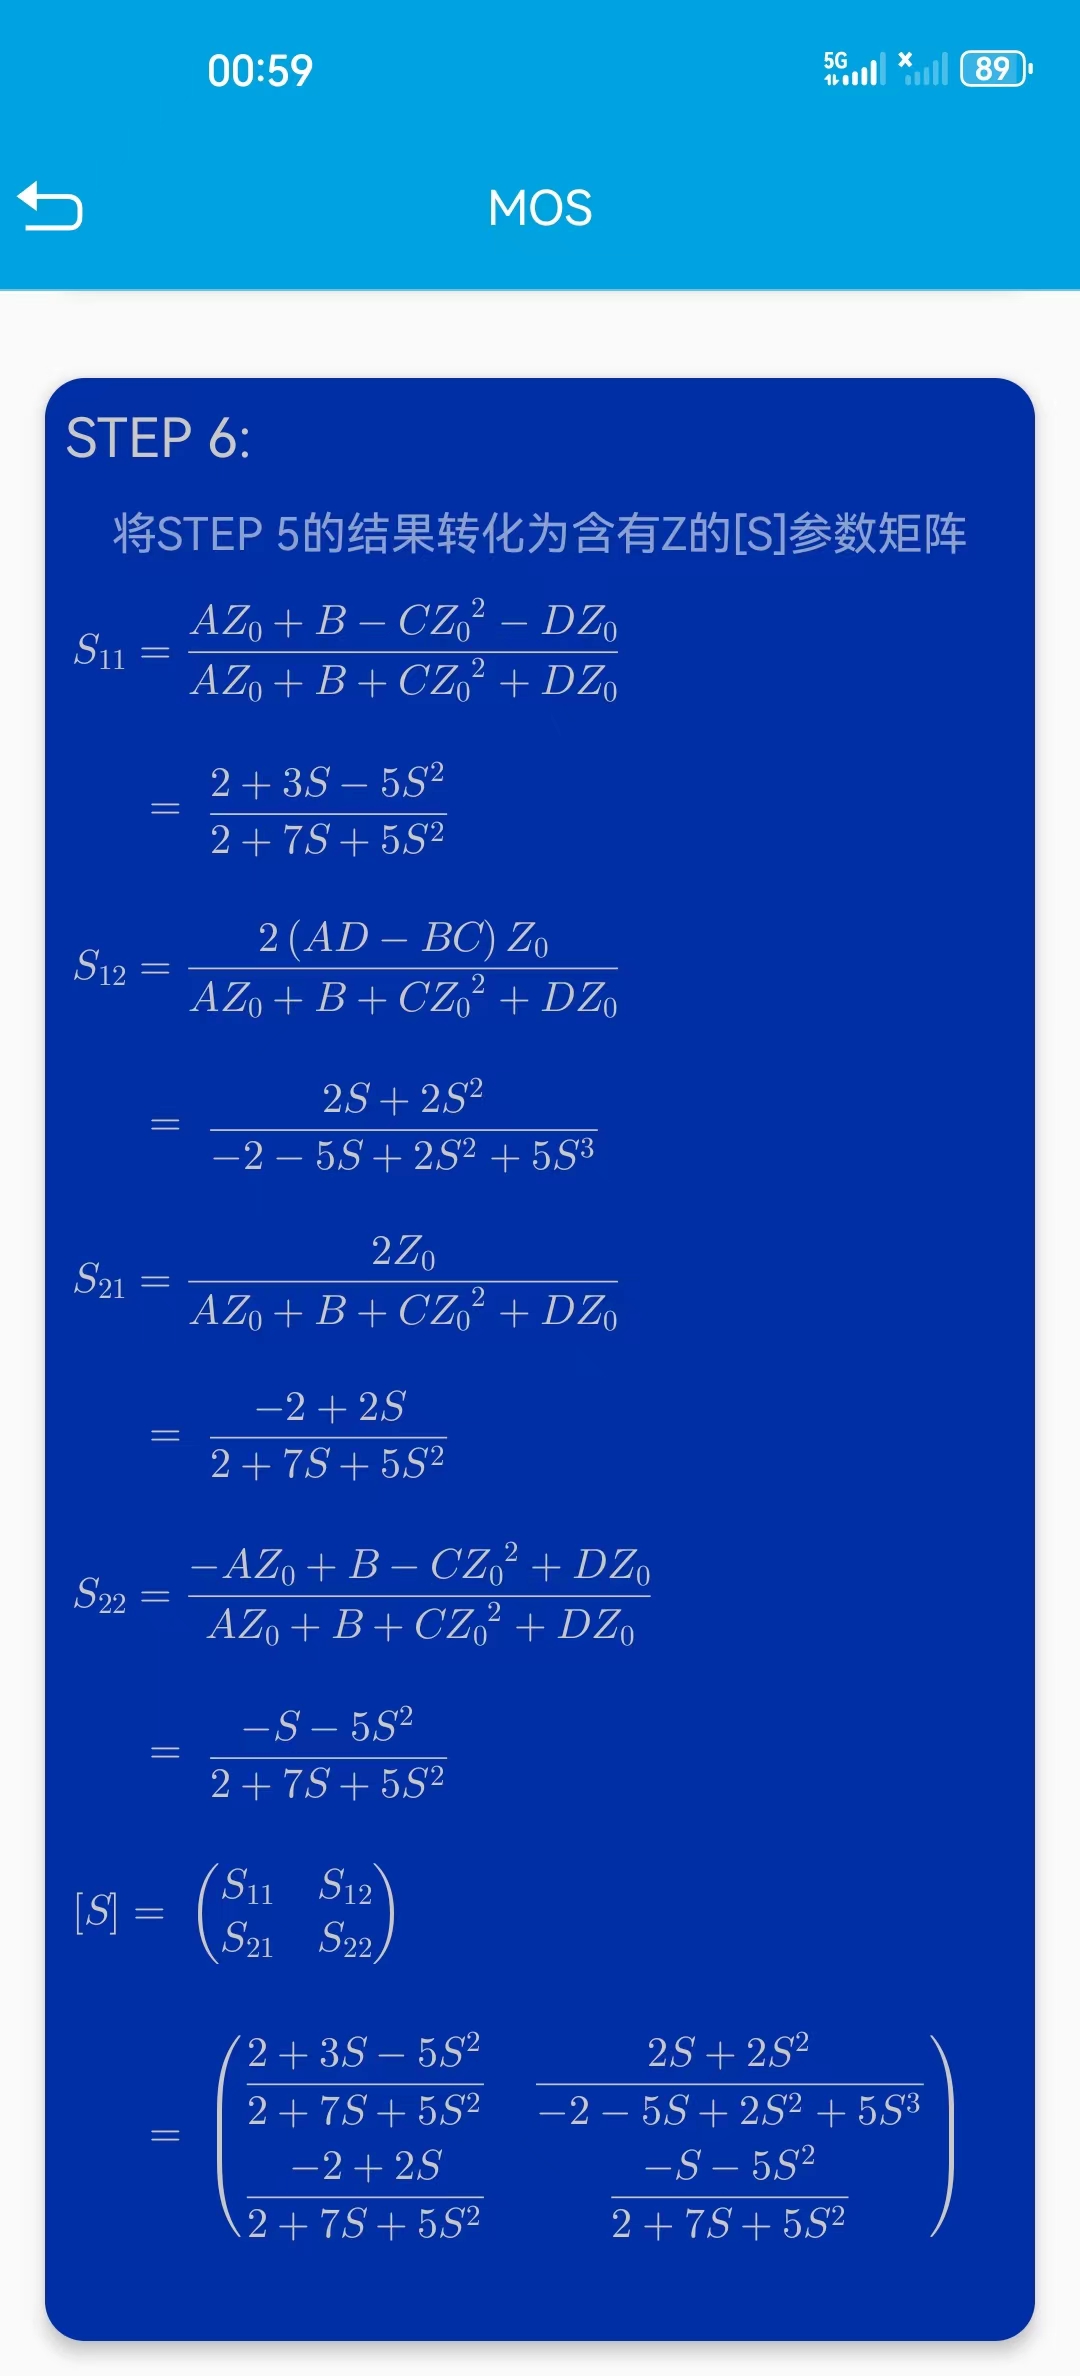 00:59 5G 89
MOS
STEP 6:
将STEP 5的结果转化为含有Z的[S]参数矩阵
S₁₁ = (AZ₀ + B − CZ₀² − DZ₀) / (AZ₀ + B + CZ₀² + DZ₀)
= (2 + 3S − 5S²) / (2 + 7S + 5S²)
S₁₂ = 2 (AD − BC) Z₀ / (AZ₀ + B + CZ₀² + DZ₀)
= (2S + 2S²) / (−2 − 5S + 2S² + 5S³)
S₂₁ = 2Z₀ / (AZ₀ + B + CZ₀² + DZ₀)
= (−2 + 2S) / (2 + 7S + 5S²)
S₂₂ = (−AZ₀ + B − CZ₀² + DZ₀) / (AZ₀ + B + CZ₀² + DZ₀)
= (−S − 5S²) / (2 + 7S + 5S²)
[S] = ( S₁₁ S₁₂
S₂₁ S₂₂ )
= ( (2 + 3S − 5S²) / (2 + 7S + 5S²) (2S + 2S²) / (−2 − 5S + 2S² + 5S³)
(−2 + 2S) / (2 + 7S + 5S²) (−S − 5S²) / (2 + 7S + 5S²) )